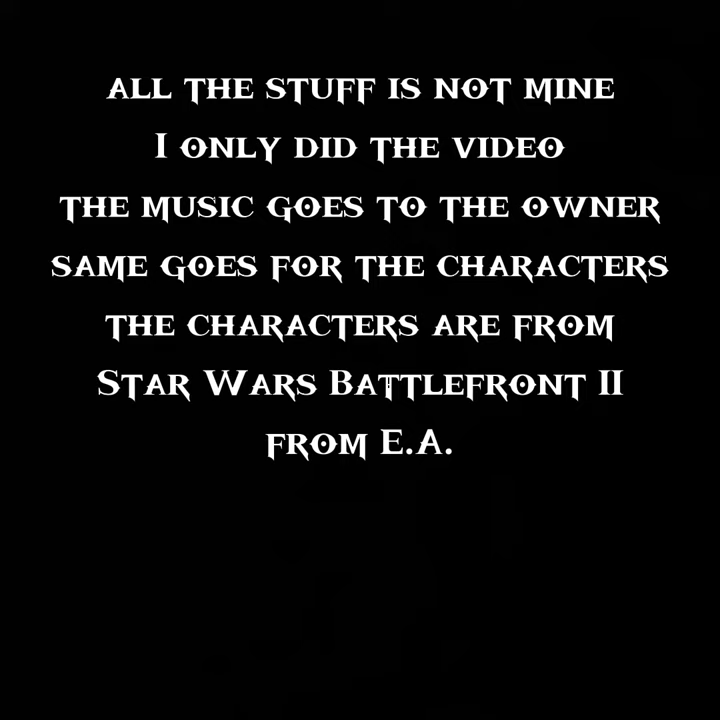 all the stuff is not mine
I only did the video
the music goes to the owner
same goes for the characters
the characters are from
Star Wars Battlefront II
from E.A.